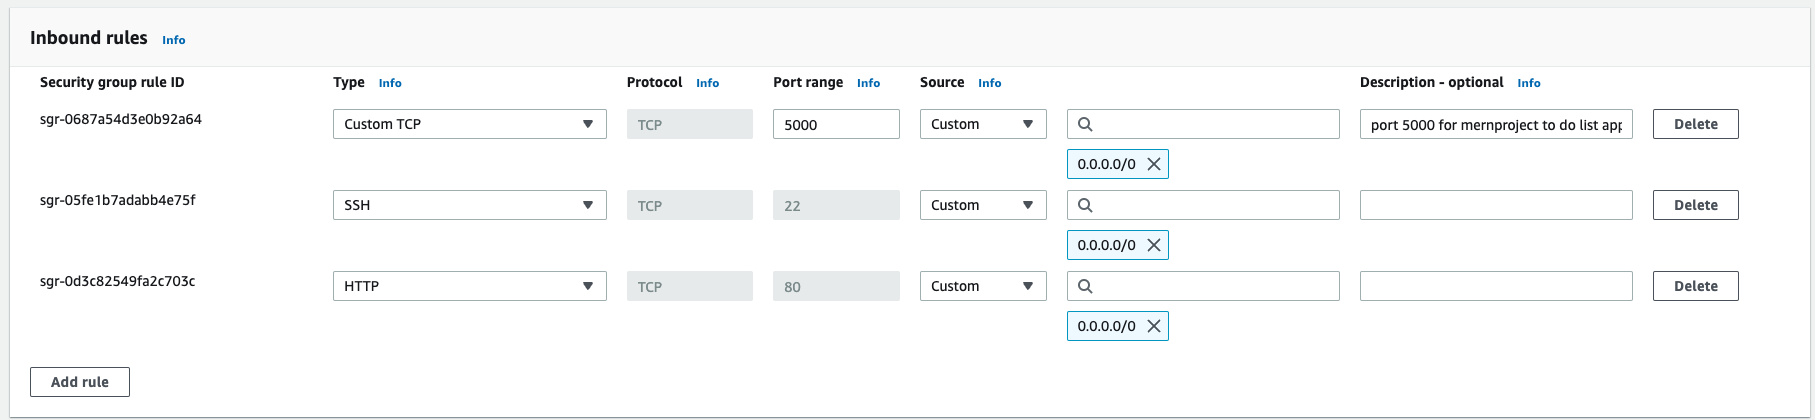 Inbound rules Info
Security group rule ID Type Info Protocol Info Port range Info Source Info Description - optional Info
sgr-0687a54d3e0b92a64 Custom TCP TCP 5000 Custom port 5000 for mernproject to do list app Delete
0.0.0.0/0
sgr-05fe1b7adabb4e75f SSH TCP 22 Custom Delete
0.0.0.0/0
sgr-0d3c82549fa2c703c HTTP TCP 80 Custom Delete
0.0.0.0/0
Add rule